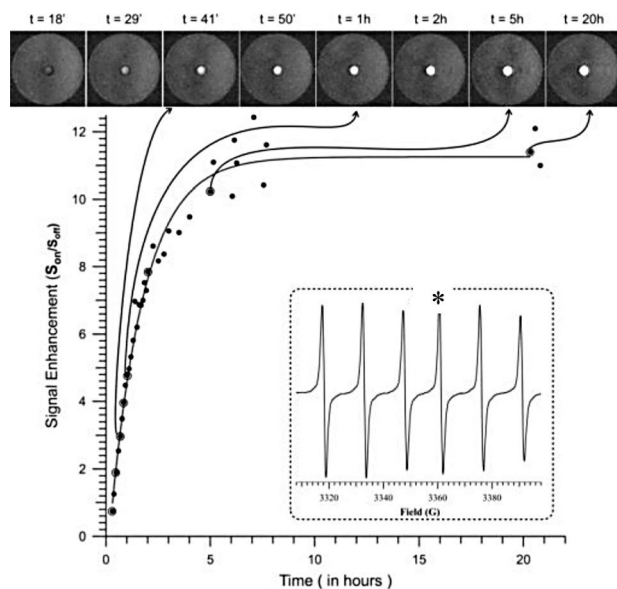 t = 18' t = 29' t = 41' t = 50' t = 1h t = 2h t = 5h t = 20h
12
10
8
6
4
2
0
Signal Enhancement (Son/Soff)
*
3320 3340 3360 3380
Field (G)
0 5 10 15 20
Time ( in hours )